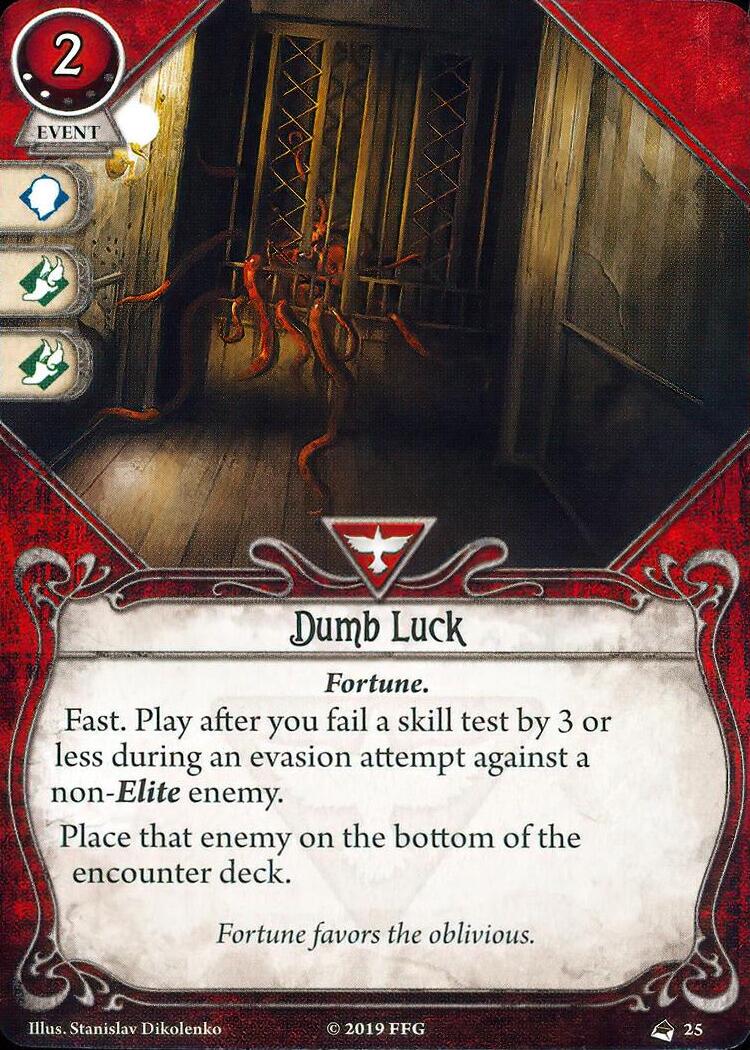 2
EVENT
Dumb Luck
Fortune.
Fast. Play after you fail a skill test by 3 or
less during an evasion attempt against a
non-Elite enemy.
Place that enemy on the bottom of the
encounter deck.
Fortune favors the oblivious.
Illus. Stanislav Dikolenko
© 2019 FFG
25